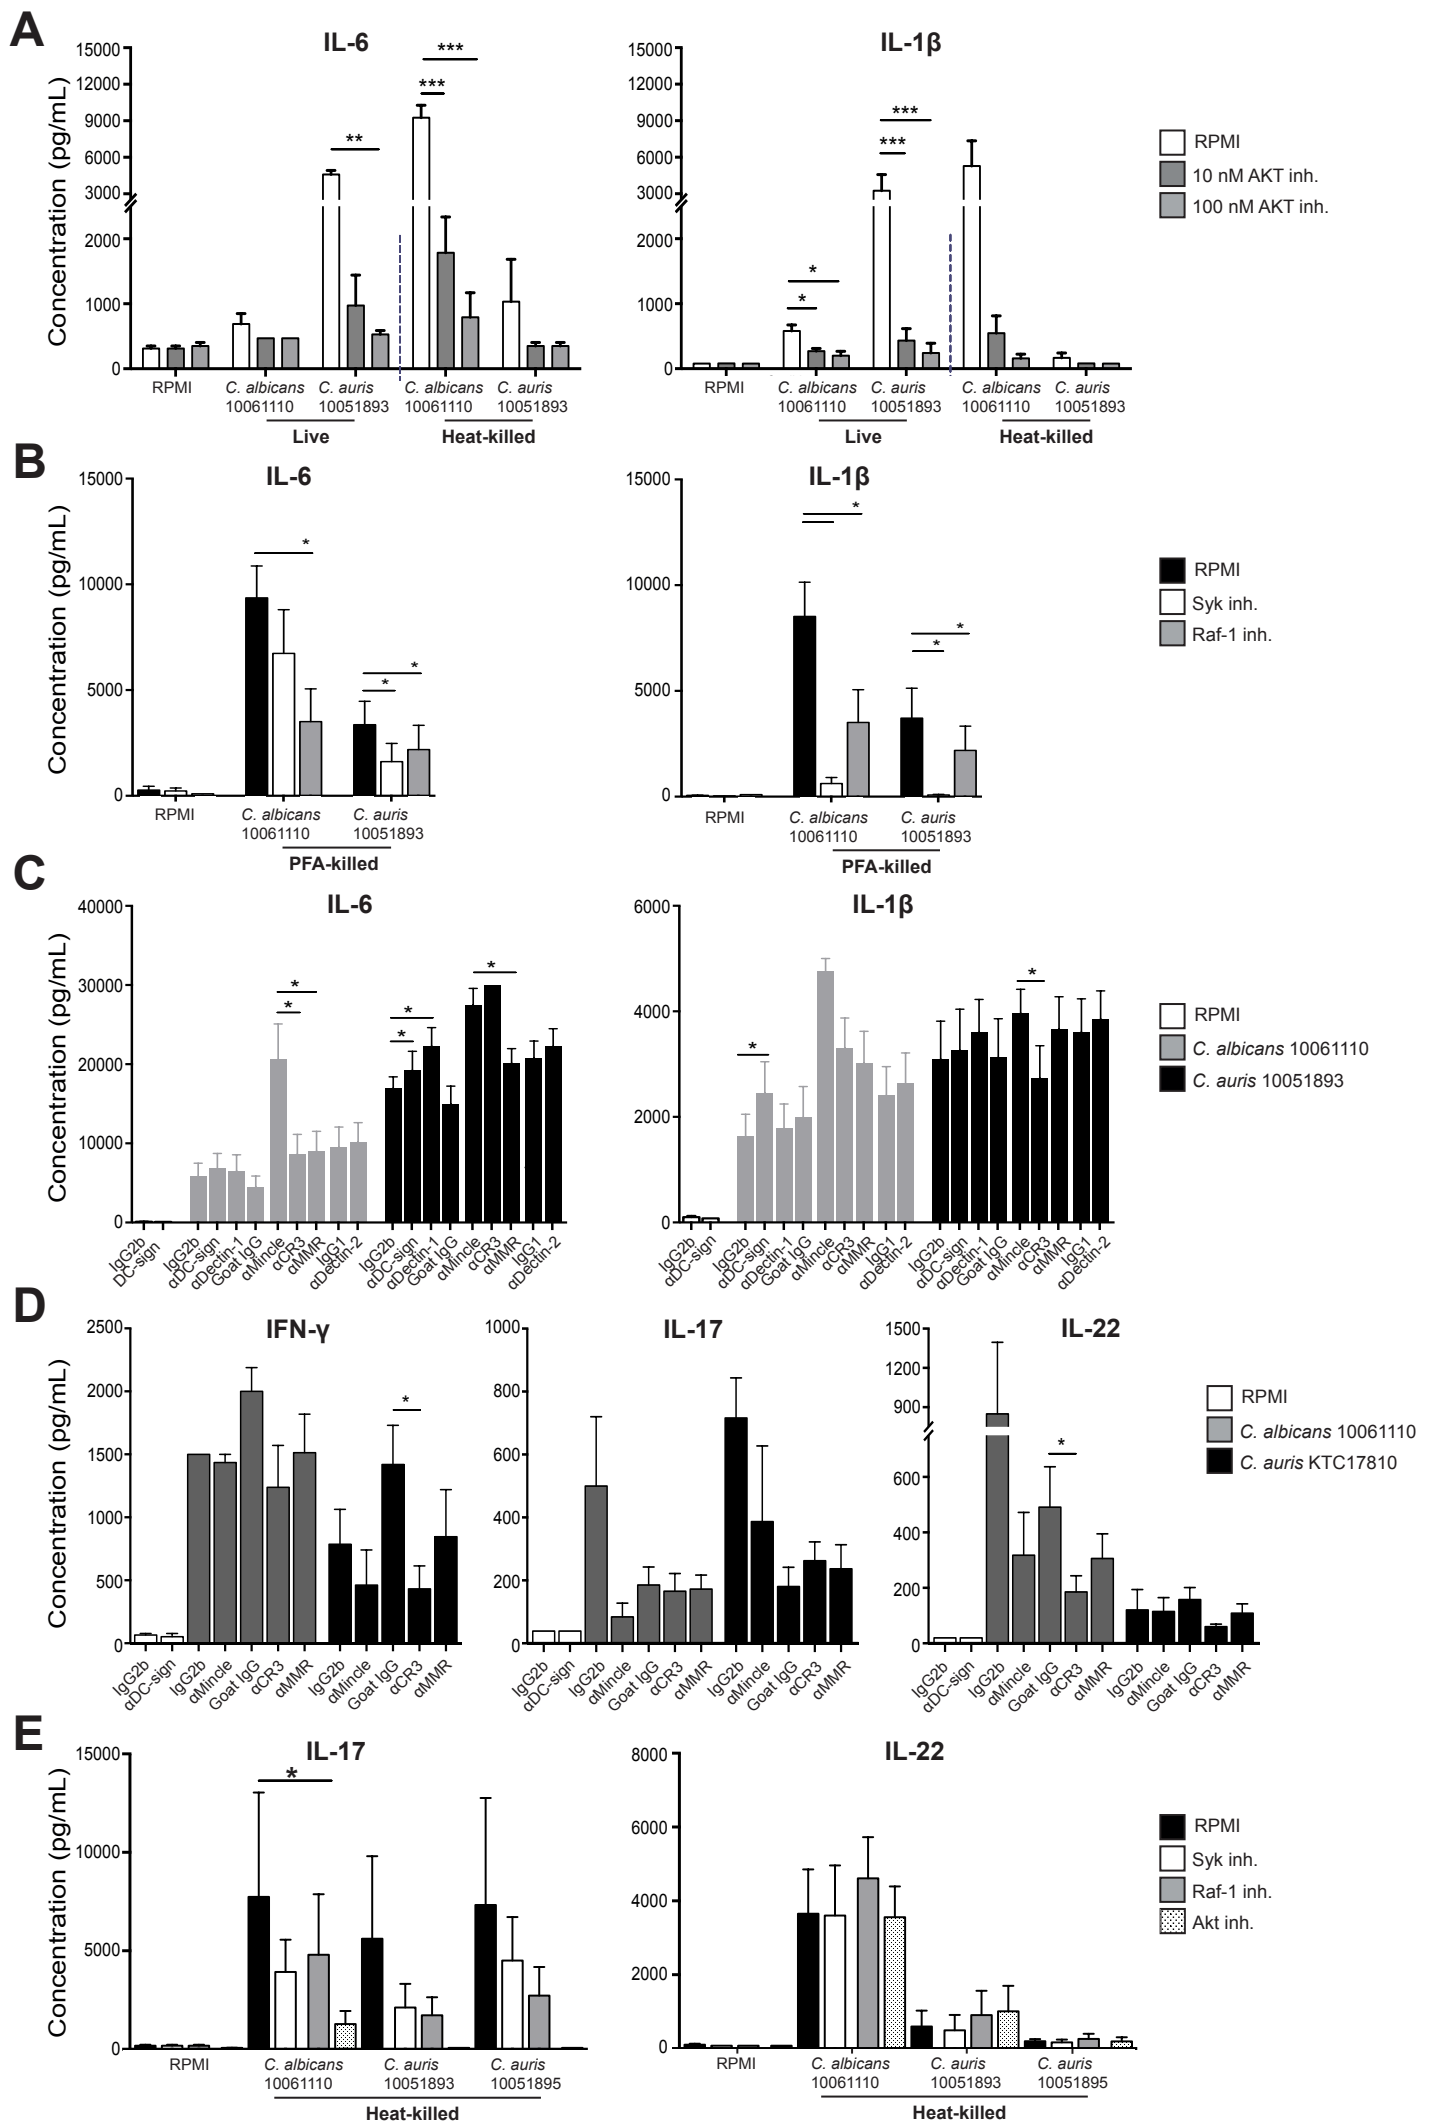 A
IL-6
IL-1β
Concentration (pg/mL)
15000
12000
9000
6000
3000
2000
1000
0
**
***
***
RPMI
C. albicans
10061110
C. auris
10051893
C. albicans
10061110
C. auris
10051893
Live
Heat-killed
15000
12000
9000
6000
3000
2000
1000
0
*
*
***
***
RPMI
C. albicans
10061110
C. auris
10051893
C. albicans
10061110
C. auris
10051893
Live
Heat-killed
RPMI
10 nM AKT inh.
100 nM AKT inh.
B
IL-6
IL-1β
Concentration (pg/mL)
15000
10000
5000
0
*
*
*
RPMI
C. albicans
10061110
C. auris
10051893
PFA-killed
15000
10000
5000
0
*
*
*
RPMI
C. albicans
10061110
C. auris
10051893
PFA-killed
RPMI
Syk inh.
Raf-1 inh.
C
IL-6
IL-1β
Concentration (pg/mL)
40000
30000
20000
10000
0
*
*
*
*
*
IgG2b
DC-sign
IgG2b
αDC-sign
αDectin-1
Goat IgG
αMincle
αCR3
αMMR
IgG1
αDectin-2
IgG2b
αDC-sign
αDectin-1
Goat IgG
αMincle
αCR3
αMMR
IgG1
αDectin-2
6000
4000
2000
0
*
*
IgG2b
αDC-sign
IgG2b
αDC-sign
αDectin-1
Goat IgG
αMincle
αCR3
αMMR
IgG1
αDectin-2
IgG2b
αDC-sign
αDectin-1
Goat IgG
αMincle
αCR3
αMMR
IgG1
αDectin-2
RPMI
C. albicans 10061110
C. auris 10051893
D
IFN-γ
IL-17
IL-22
Concentration (pg/mL)
2500
2000
1500
1000
500
0
*
IgG2b
αDC-sign
IgG2b
αMincle
Goat IgG
αCR3
αMMR
IgG2b
αMincle
Goat IgG
αCR3
αMMR
1000
800
600
400
200
0
IgG2b
αDC-sign
IgG2b
αMincle
Goat IgG
αCR3
αMMR
IgG2b
αMincle
Goat IgG
αCR3
αMMR
1500
1200
900
600
400
200
0
*
IgG2b
αDC-sign
IgG2b
αMincle
Goat IgG
αCR3
αMMR
IgG2b
αMincle
Goat IgG
αCR3
αMMR
RPMI
C. albicans 10061110
C. auris KTC17810
E
IL-17
IL-22
Concentration (pg/mL)
15000
10000
5000
0
*
RPMI
C. albicans
10061110
C. auris
10051893
C. auris
10051895
Heat-killed
8000
6000
4000
2000
0
RPMI
C. albicans
10061110
C. auris
10051893
C. auris
10051895
Heat-killed
RPMI
Syk inh.
Raf-1 inh.
Akt inh.